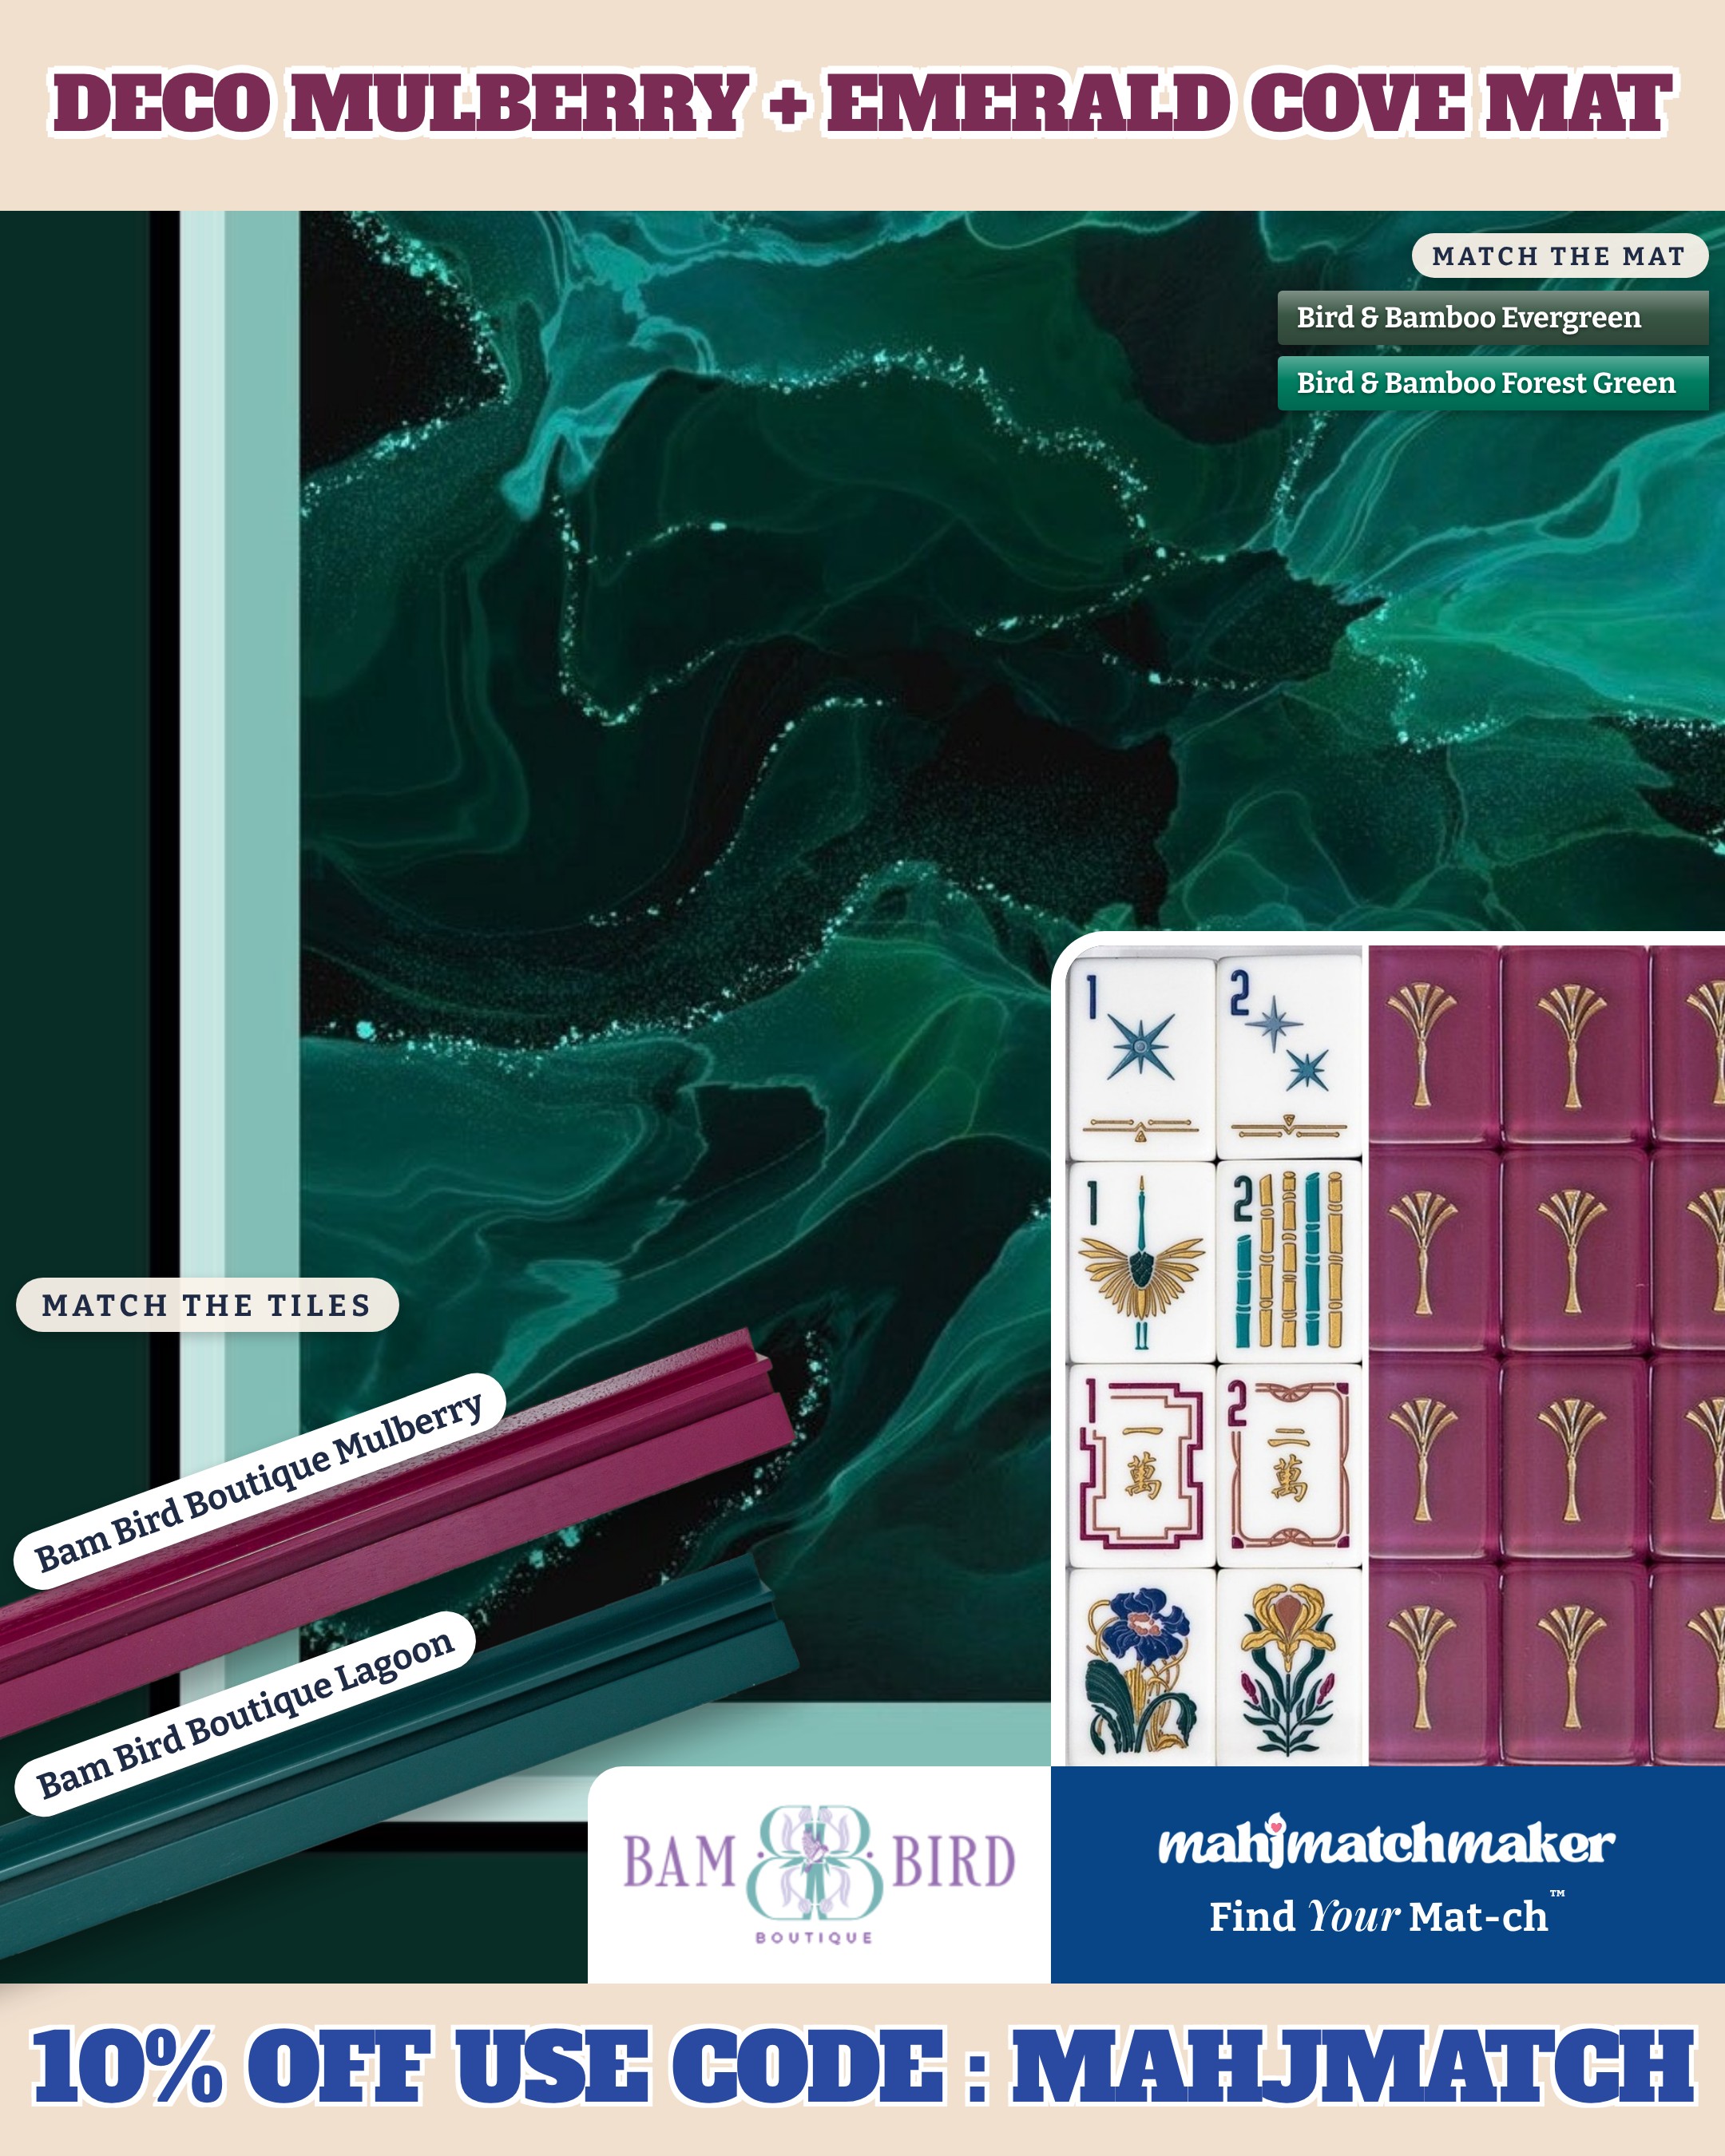 DECO MULBERRY + EMERALD COVE MAT
MATCH THE MAT
Bird & Bamboo Evergreen
Bird & Bamboo Forest Green
1
2
1
2
1
2
一
萬
二
萬
MATCH THE TILES
Bam Bird Boutique Mulberry
Bam Bird Boutique Lagoon
BAM BIRD
BOUTIQUE
mahjmatchmaker
Find Your Mat-ch™
10% OFF USE CODE : MAHJMATCH